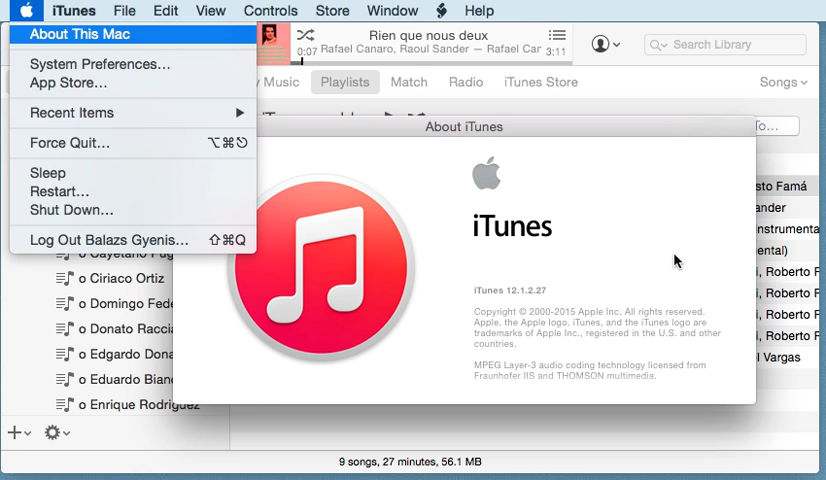 iTunes File Edit View Controls Store Window Help
About This Mac
System Preferences…
App Store…
Recent Items
Force Quit… ⌥⌘⎋
Sleep
Restart…
Shut Down…
Log Out Balazs Gyenis… ⇧⌘Q
Rien que nous deux
0:07 Rafael Canaro, Raoul Sander — Rafael Car 3:11
Search Library
y Music Playlists Match Radio iTunes Store Songs
To…
About iTunes
iTunes
iTunes 12.1.2.27
Copyright © 2000-2015 Apple Inc. All rights reserved.
Apple, the Apple logo, iTunes, and the iTunes logo are
trademarks of Apple Inc., registered in the U.S. and other
countries.
MPEG Layer-3 audio coding technology licensed from
Fraunhofer IIS and THOMSON multimedia.
o Ciriaco Ortiz
o Domingo Fede
o Donato Raccia
o Edgardo Dona
o Eduardo Bianc
o Enrique Rodriguez
sto Famá
ander
nstrumenta
ental)
i, Roberto F
i, Roberto F
i, Roberto F
i, Roberto F
l Vargas
9 songs, 27 minutes, 56.1 MB